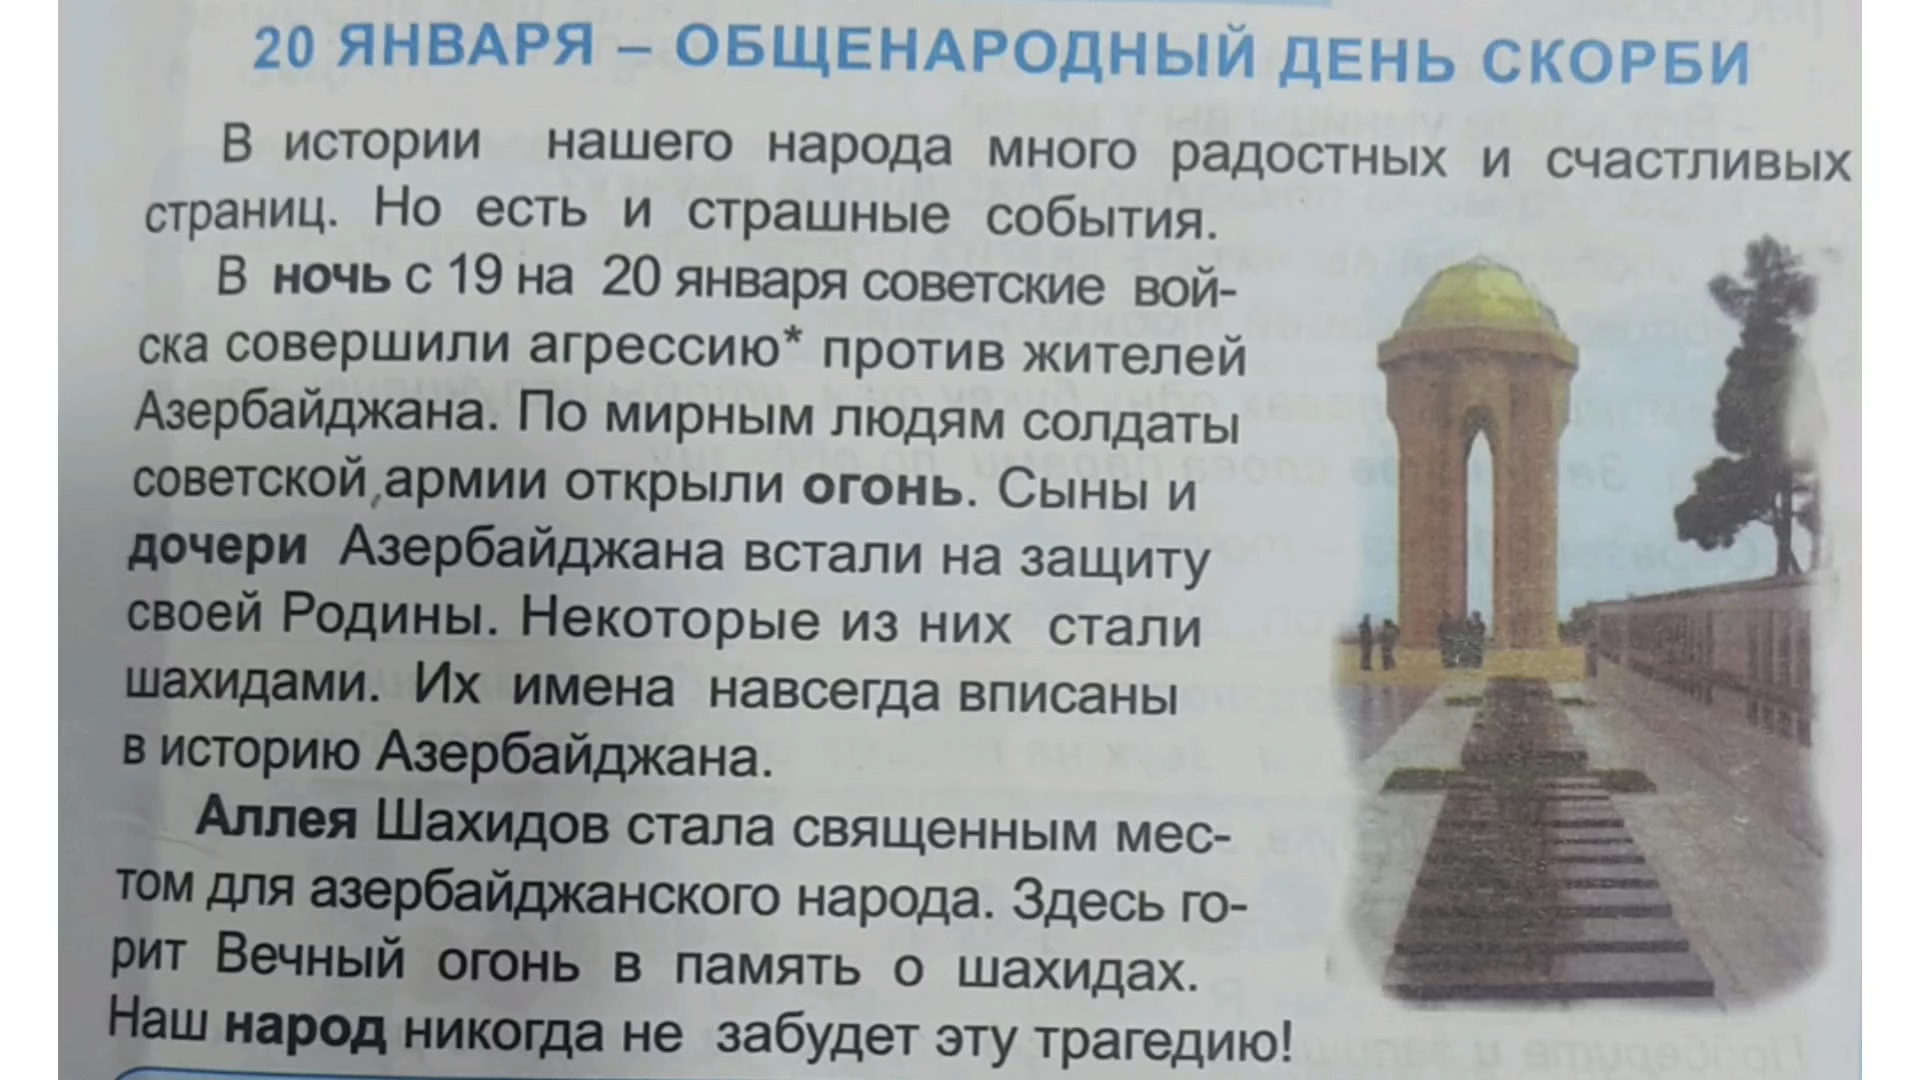 20 ЯНВАРЯ – ОБЩЕНАРОДНЫЙ ДЕНЬ СКОРБИ
В истории нашего народа много радостных и счастливых
страниц. Но есть и страшные события.
В ночь с 19 на 20 января советские вой-
ска совершили агрессию* против жителей
Азербайджана. По мирным людям солдаты
советской армии открыли огонь. Сыны и
дочери Азербайджана встали на защиту
своей Родины. Некоторые из них стали
шахидами. Их имена навсегда вписаны
в историю Азербайджана.
Аллея Шахидов стала священным мес-
том для азербайджанского народа. Здесь го-
рит Вечный огонь в память о шахидах.
Наш народ никогда не забудет эту трагедию!